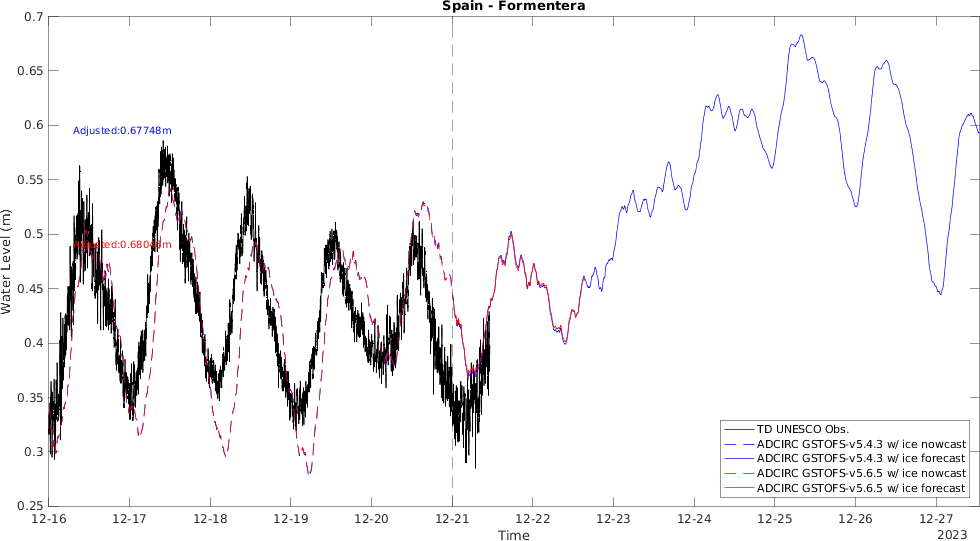 Spain - Formentera
0.7
0.65
0.6
0.55
0.5
0.45
0.4
0.35
0.3
0.25
Water Level (m)
Adjusted:0.67748m
12-16
12-17
12-18
12-19
12-20
12-21
12-22
12-23
12-24
12-25
12-26
12-27
Time
2023
TD UNESCO Obs.
ADCIRC GSTOFS-v5.4.3 w/ ice nowcast
ADCIRC GSTOFS-v5.4.3 w/ ice forecast
ADCIRC GSTOFS-v5.6.5 w/ ice nowcast
ADCIRC GSTOFS-v5.6.5 w/ ice forecast